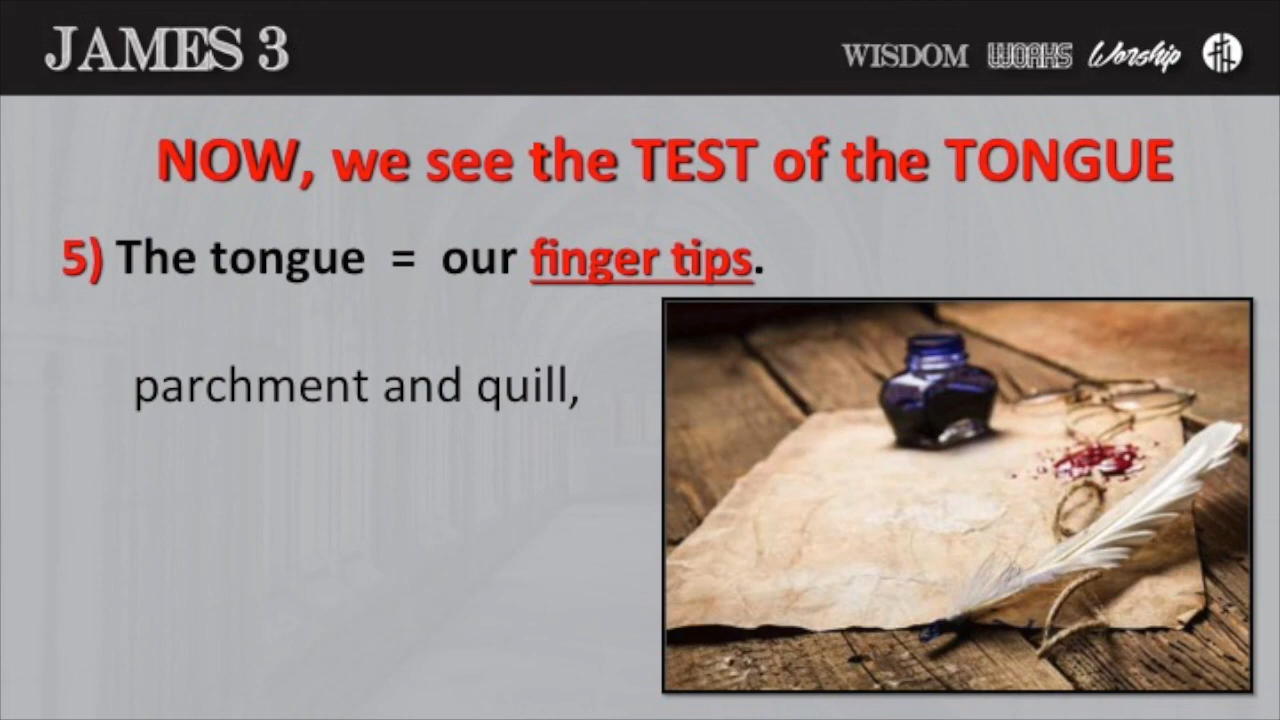 JAMES 3
WISDOM WORKS Worship
NOW, we see the TEST of the TONGUE
5) The tongue = our finger tips.
parchment and quill,